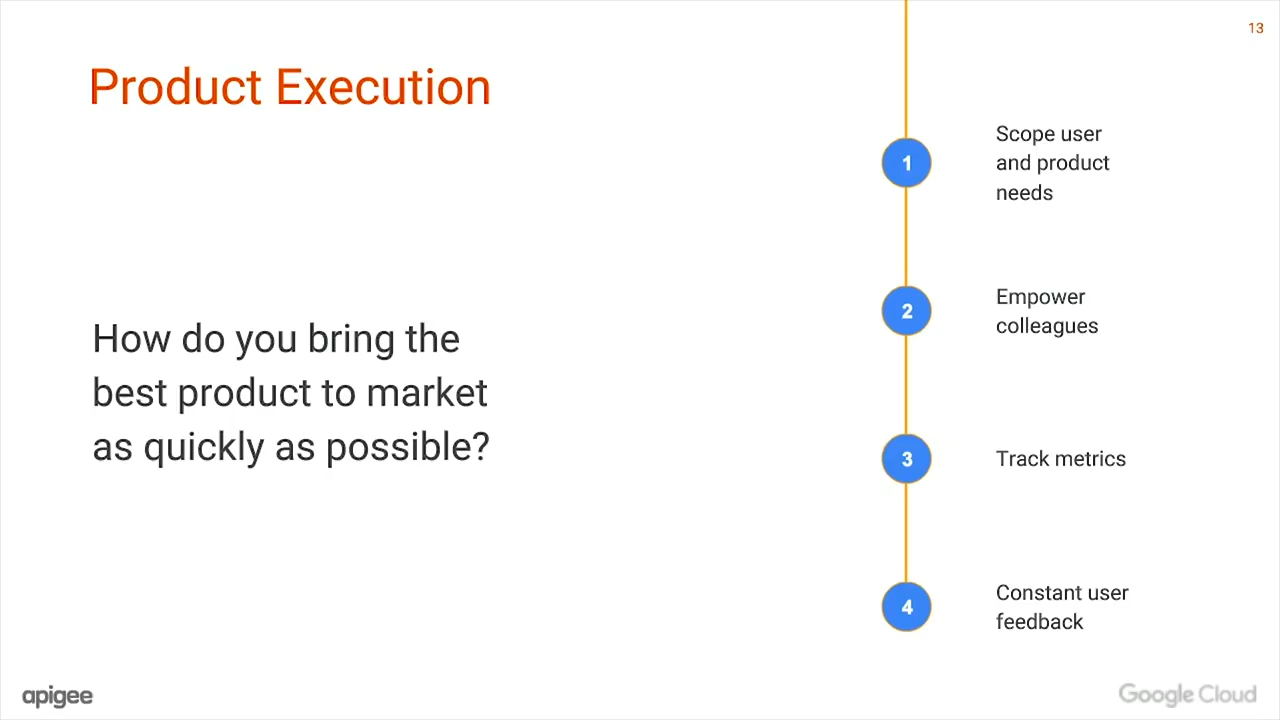 13
Product Execution
How do you bring the
best product to market
as quickly as possible?
1
Scope user
and product
needs
2
Empower
colleagues
3
Track metrics
4
Constant user
feedback
apigee
Google Cloud